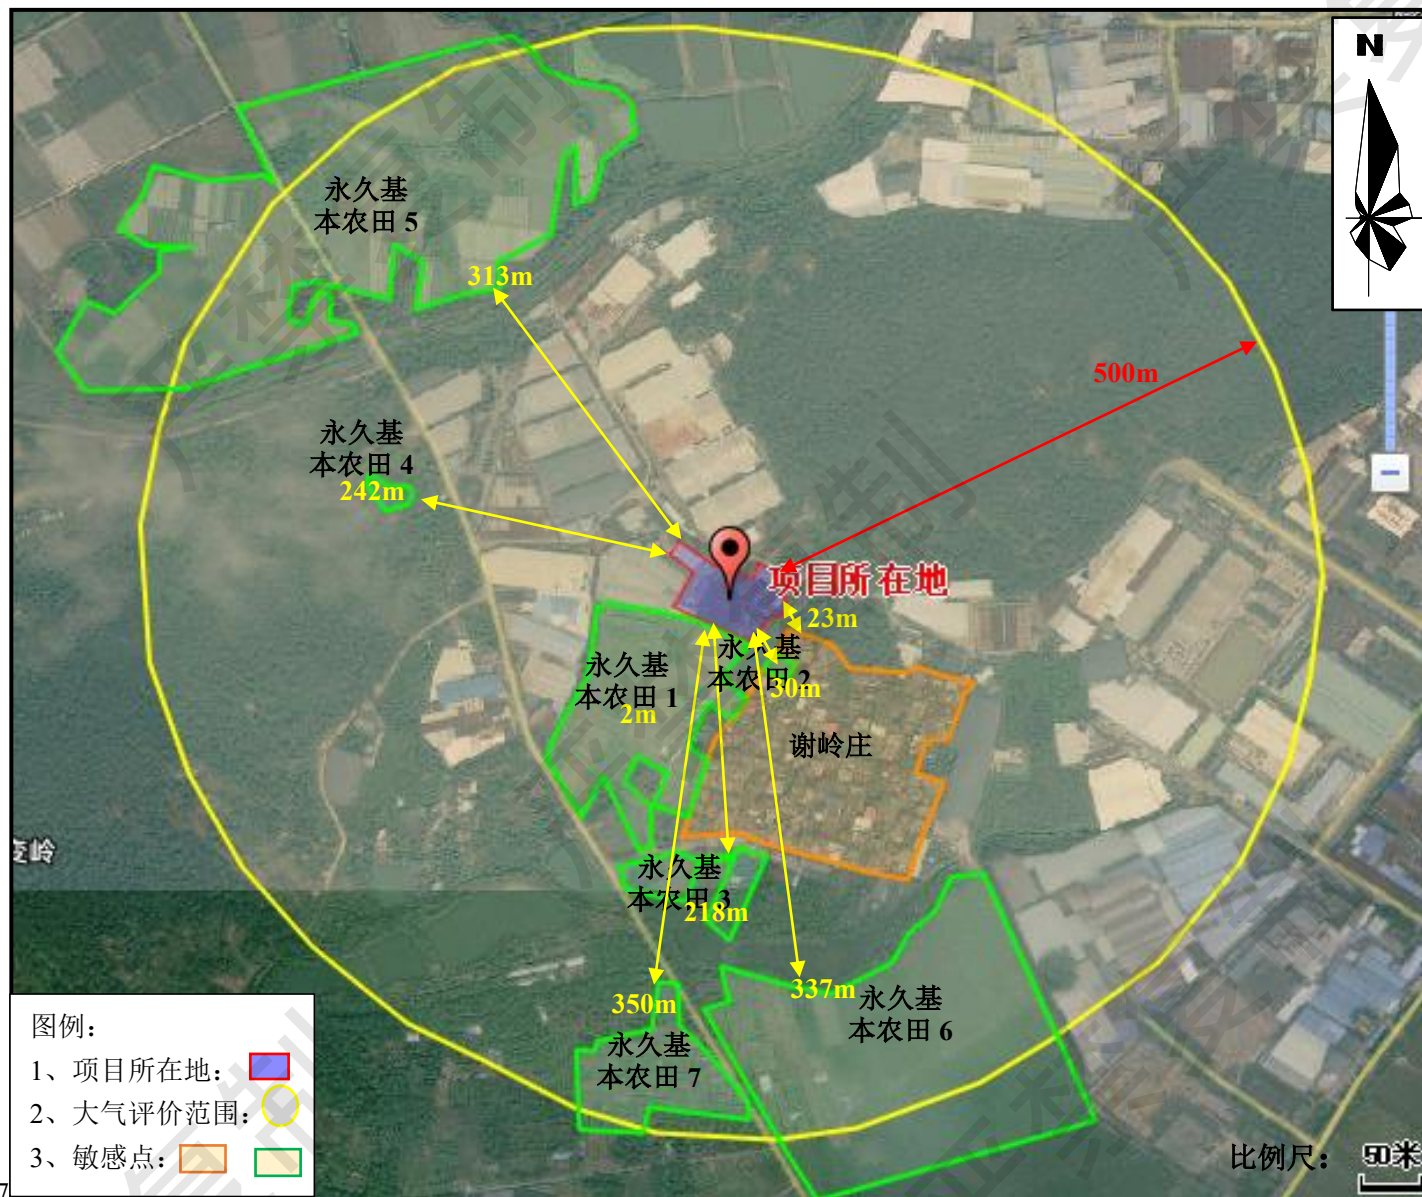 N
永久基
本农田 5
313m
500m
永久基
本农田 4
242m
项目所在地
23m
永久基
本农田 2
30m
永久基
本农田 1
2m
谢岭庄
岭
永久基
本农田 3
218m
350m
337m
永久基
本农田 6
永久基
本农田 7
图例：
1、项目所在地：
2、大气评价范围：
3、敏感点：
比例尺：
50米
7